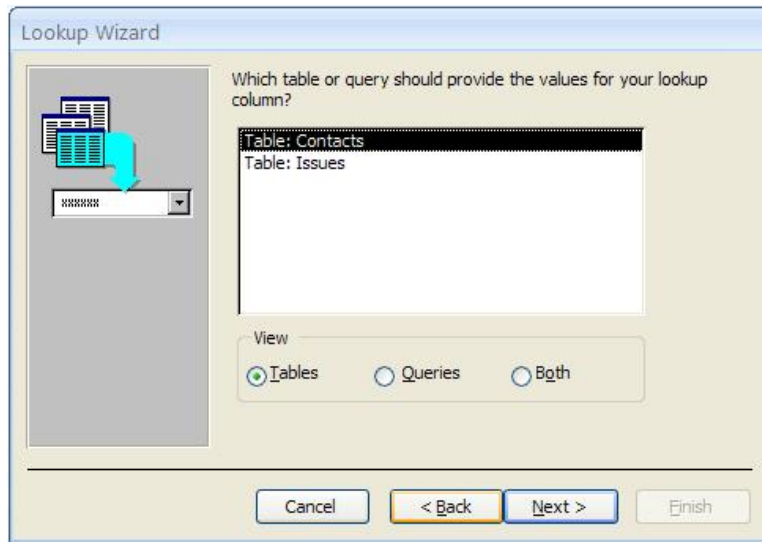 Lookup Wizard
Which table or query should provide the values for your lookup
column?
Table: Contacts
Table: Issues
xxxxxx
View
Tables
Queries
Both
Cancel
< Back
Next >
Finish